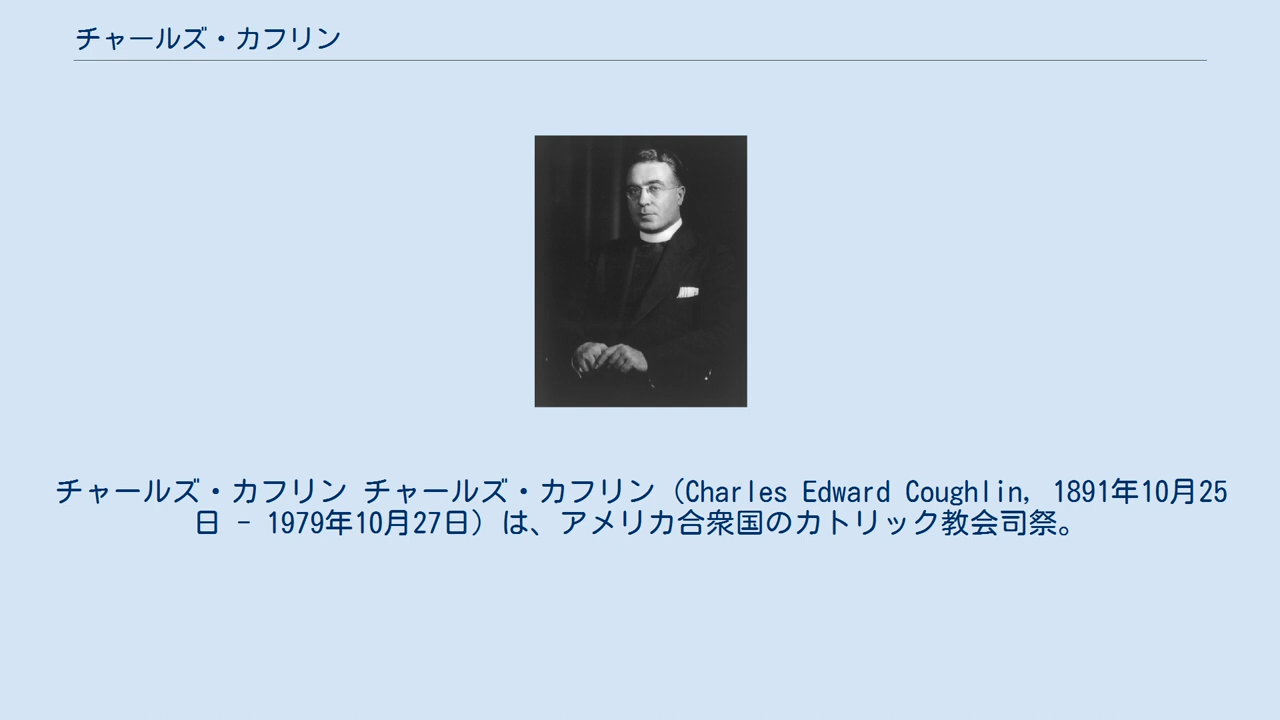 チャールズ・カフリン
チャールズ・カフリン チャールズ・カフリン（Charles Edward Coughlin, 1891年10月25
日 - 1979年10月27日）は、アメリカ合衆国のカトリック教会司祭。